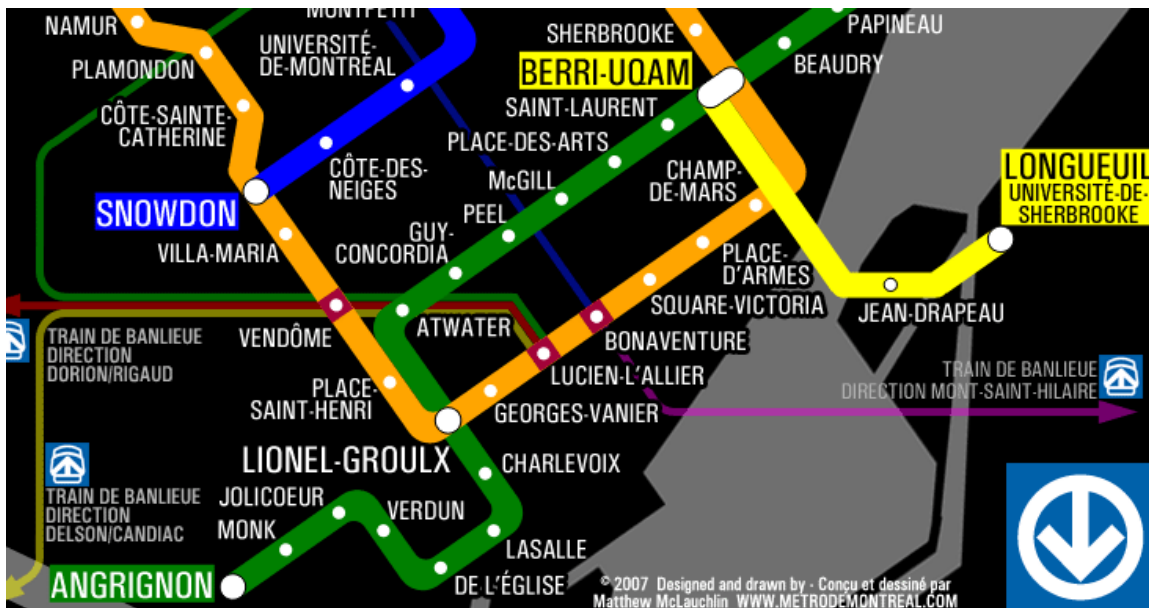 MONTPETIT
NAMUR
PLAMONDON
CÔTE-SAINTE-
CATHERINE
UNIVERSITÉ-
DE-MONTRÉAL
CÔTE-DES-
NEIGES
SNOWDON
VILLA-MARIA
VENDÔME
PLACE-
SAINT-HENRI
LIONEL-GROULX
SHERBROOKE
BERRI-UQAM
PAPINEAU
BEAUDRY
SAINT-LAURENT
PLACE-DES-ARTS
McGILL
PEEL
GUY-
CONCORDIA
ATWATER
CHAMP-
DE-MARS
PLACE-
D'ARMES
SQUARE-VICTORIA
BONAVENTURE
LUCIEN-L'ALLIER
GEORGES-VANIER
LONGUEUIL
UNIVERSITÉ-DE-
SHERBROOKE
JEAN-DRAPEAU
CHARLEVOIX
LASALLE
DE L'ÉGLISE
VERDUN
JOLICOEUR
MONK
ANGRIGNON
TRAIN DE BANLIEUE
DIRECTION
DORION/RIGAUD
TRAIN DE BANLIEUE
DIRECTION
DELSON/CANDIAC
TRAIN DE BANLIEUE
DIRECTION MONT-SAINT-HILAIRE
© 2007 Designed and drawn by - Conçu et dessiné par
Matthew McLauchlin WWW.METRODEMONTREAL.COM